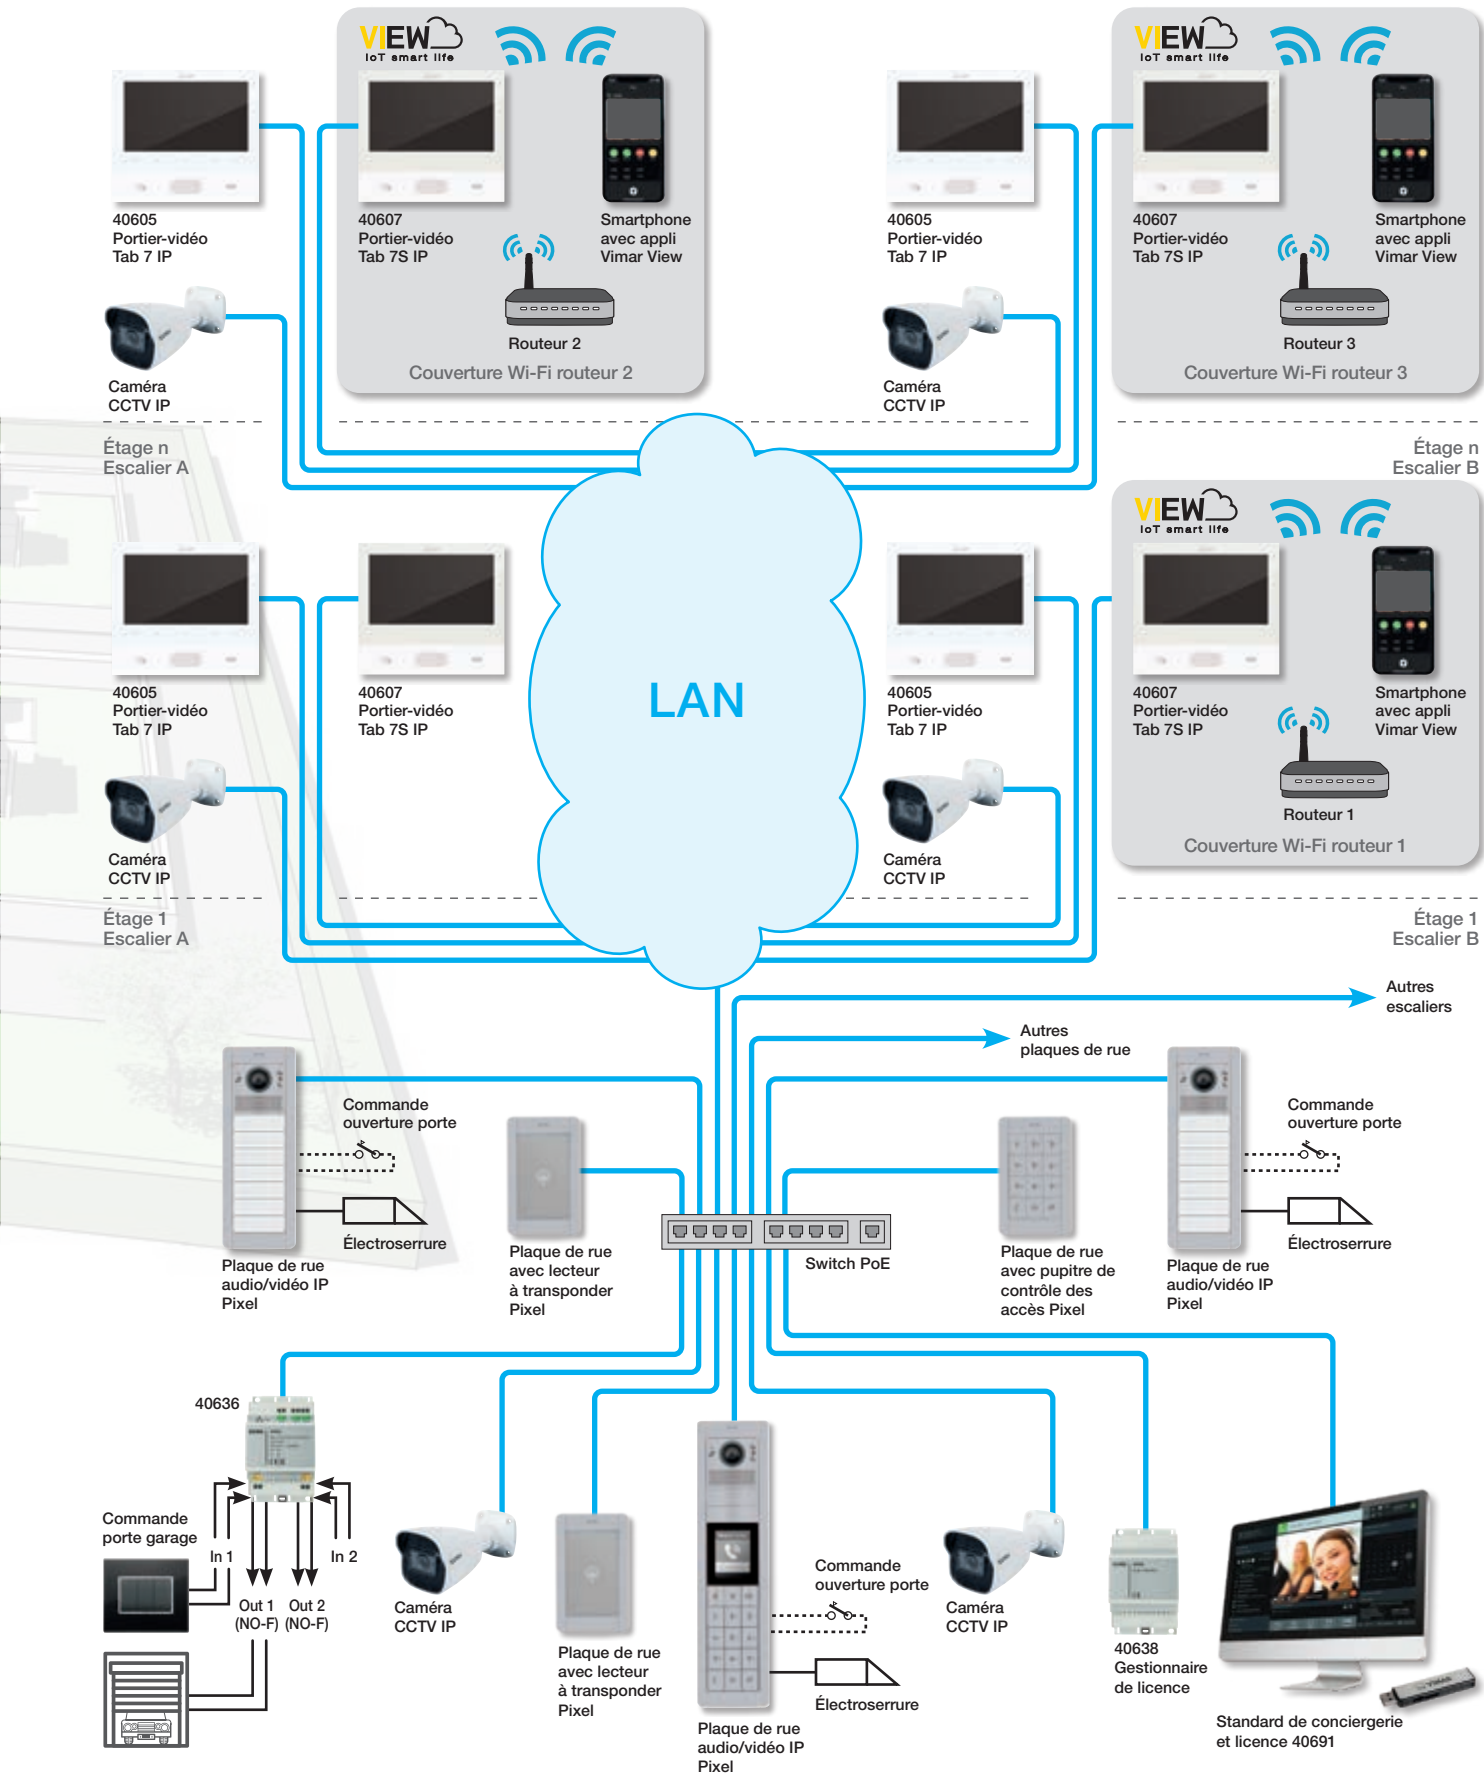 VIEW
IoT smart life
VIEW
IoT smart life
40605
Portier-vidéo
Tab 7 IP
40607
Portier-vidéo
Tab 7S IP
Smartphone
avec appli
Vimar View
40605
Portier-vidéo
Tab 7 IP
40607
Portier-vidéo
Tab 7S IP
Smartphone
avec appli
Vimar View
Routeur 2
Couverture Wi-Fi routeur 2
Routeur 3
Couverture Wi-Fi routeur 3
Caméra
CCTV IP
Caméra
CCTV IP
Étage n
Escalier A
Étage n
Escalier B
VIEW
IoT smart life
40605
Portier-vidéo
Tab 7 IP
40607
Portier-vidéo
Tab 7S IP
LAN
40605
Portier-vidéo
Tab 7 IP
40607
Portier-vidéo
Tab 7S IP
Smartphone
avec appli
Vimar View
Routeur 1
Couverture Wi-Fi routeur 1
Caméra
CCTV IP
Caméra
CCTV IP
Étage 1
Escalier A
Étage 1
Escalier B
Autres
escaliers
Autres
plaques de rue
Commande
ouverture porte
Commande
ouverture porte
Électroserrure
Électroserrure
Plaque de rue
audio/vidéo IP
Pixel
Plaque de rue
avec lecteur
à transponder
Pixel
Switch PoE
Plaque de rue
avec pupitre de
contrôle des
accès Pixel
Plaque de rue
audio/vidéo IP
Pixel
40636
Commande
porte garage
In 1
In 2
Out 1
(NO-F)
Out 2
(NO-F)
Caméra
CCTV IP
Plaque de rue
avec lecteur
à transponder
Pixel
Commande
ouverture porte
Électroserrure
Plaque de rue
audio/vidéo IP
Pixel
Caméra
CCTV IP
40638
Gestionnaire
de licence
VIMAR
Standard de conciergerie
et licence 40691